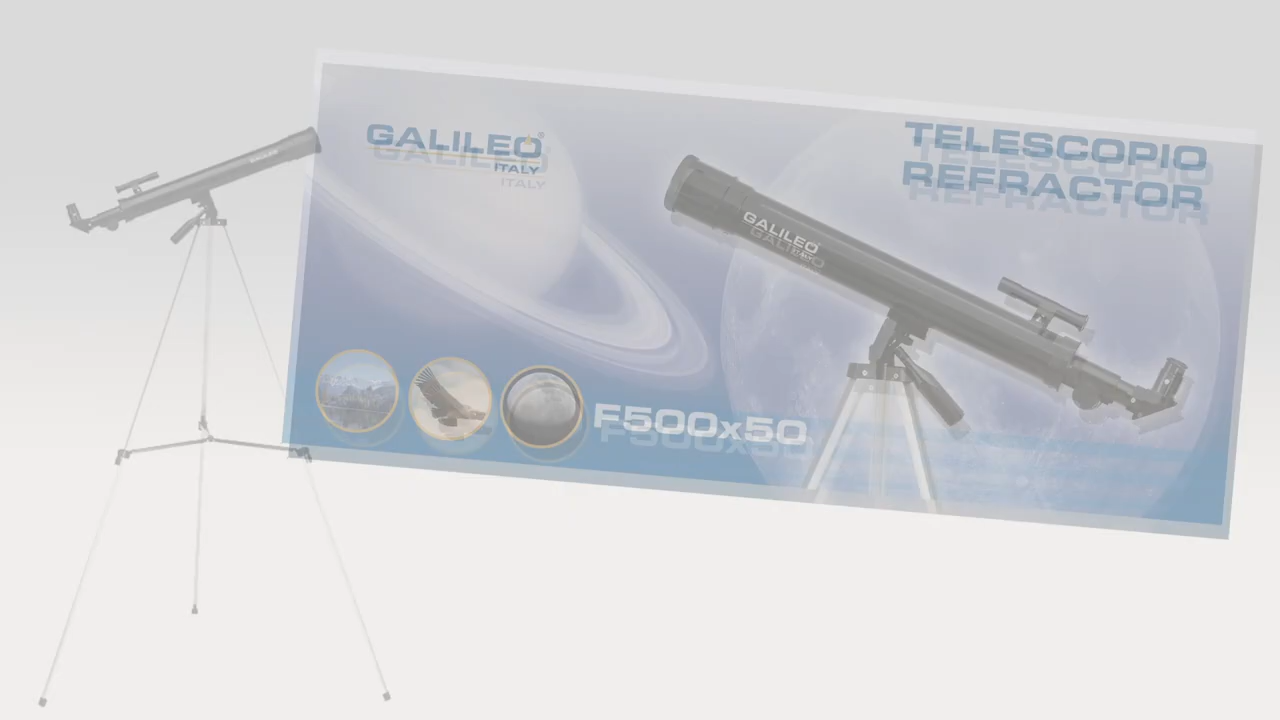 GALILEO®
ITALY
TELESCOPIO
REFRACTOR
GALILEO
F500x50